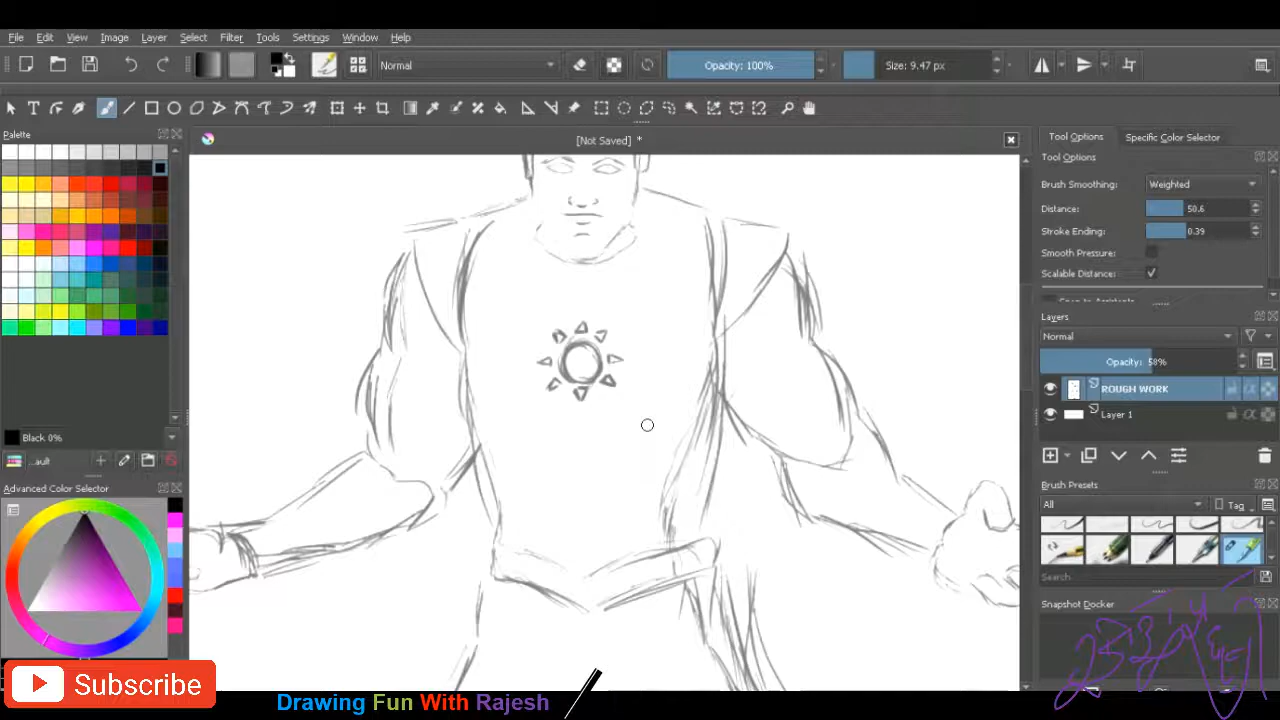 File Edit View Image Layer Select Filter Tools Settings Window Help
Normal Opacity: 100% Size: 9.47 px
Palette
[Not Saved] *
Tool Options Specific Color Selector
Tool Options
Brush Smoothing: Weighted
Distance: 50.6
Stroke Ending: 0.39
Smooth Pressure:
Scalable Distance:
Layers
Normal
Opacity: 58%
ROUGH WORK
Layer 1
Black 0%
...ault
Advanced Color Selector
Brush Presets
All Tag
Search
Snapshot Docker
Subscribe
Drawing Fun With Rajesh